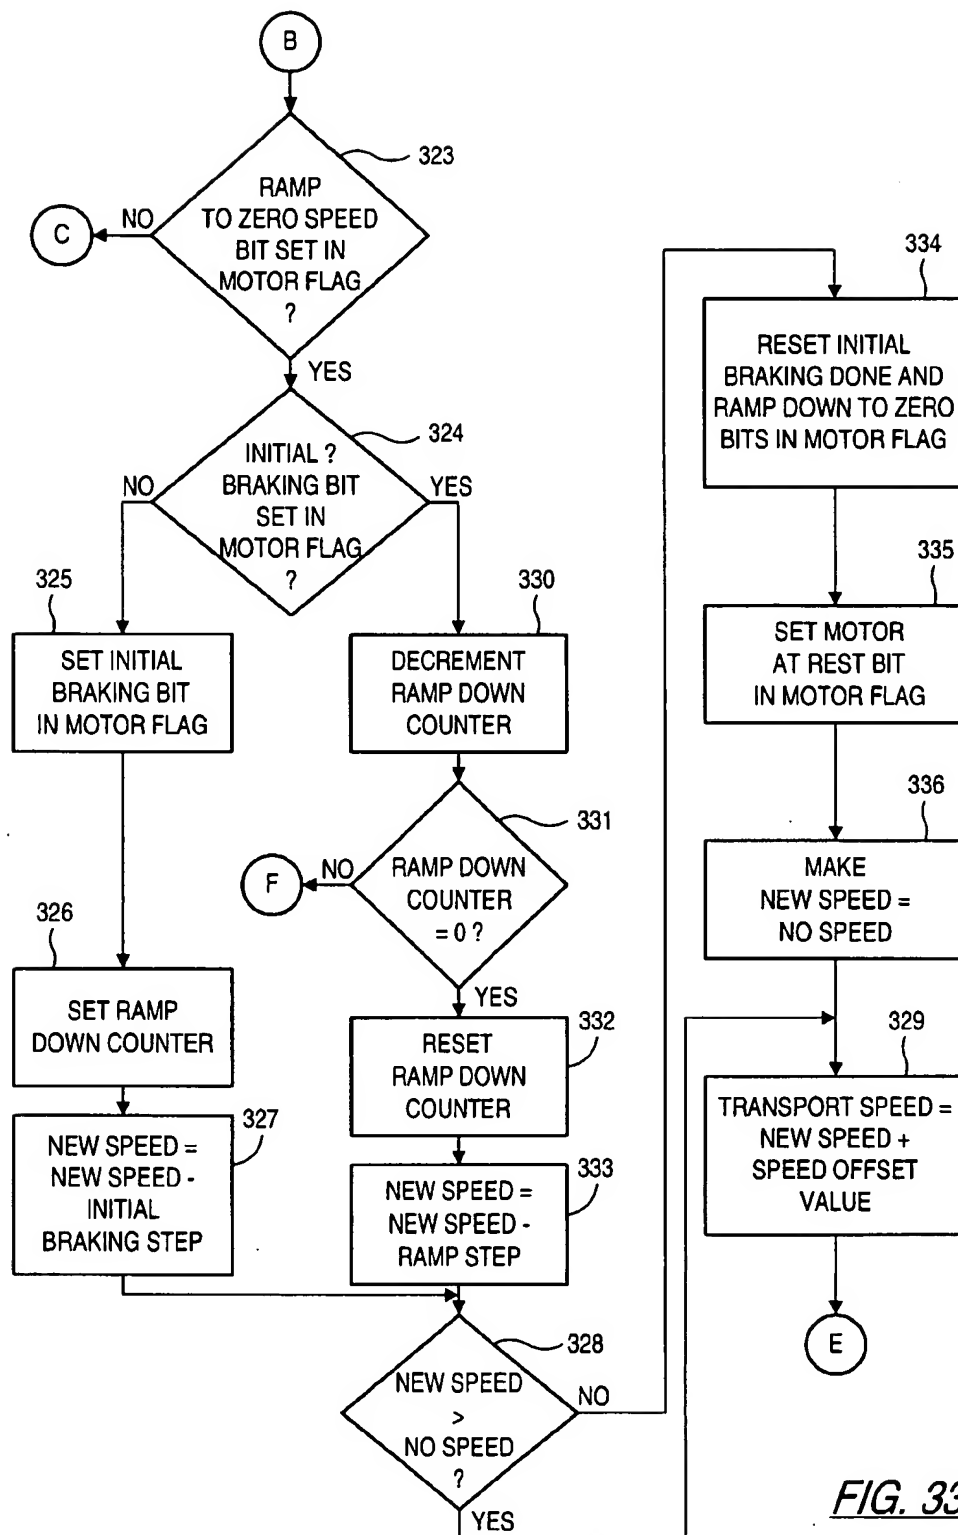 B
323
RAMP
TO ZERO SPEED
BIT SET IN
MOTOR FLAG
?
NO
C
YES
324
INITIAL ?
BRAKING BIT
SET IN
MOTOR FLAG
?
NO
YES
325
SET INITIAL
BRAKING BIT
IN MOTOR FLAG
326
SET RAMP
DOWN COUNTER
327
NEW SPEED =
NEW SPEED -
INITIAL
BRAKING STEP
330
DECREMENT
RAMP DOWN
COUNTER
331
RAMP DOWN
COUNTER
= 0 ?
NO
F
YES
332
RESET
RAMP DOWN
COUNTER
333
NEW SPEED =
NEW SPEED -
RAMP STEP
328
NEW SPEED
>
NO SPEED
?
NO
YES
334
RESET INITIAL
BRAKING DONE AND
RAMP DOWN TO ZERO
BITS IN MOTOR FLAG
335
SET MOTOR
AT REST BIT
IN MOTOR FLAG
336
MAKE
NEW SPEED =
NO SPEED
329
TRANSPORT SPEED =
NEW SPEED +
SPEED OFFSET
VALUE
E
FIG. 33